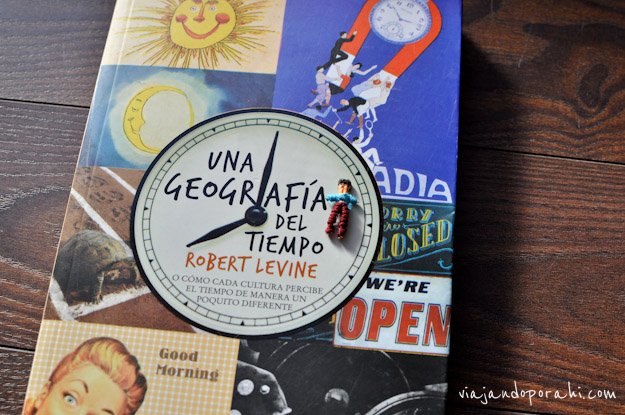 UNA
GEOGRAFÍA
DEL
TIEMPO
ROBERT LEVINE
O CÓMO CADA CULTURA PERCIBE
EL TIEMPO DE MANERA UN
POQUITO DIFERENTE
ADIA
ORRY
CLOSED
WE'RE
OPEN
Good
Morning
viajandoporahi.com